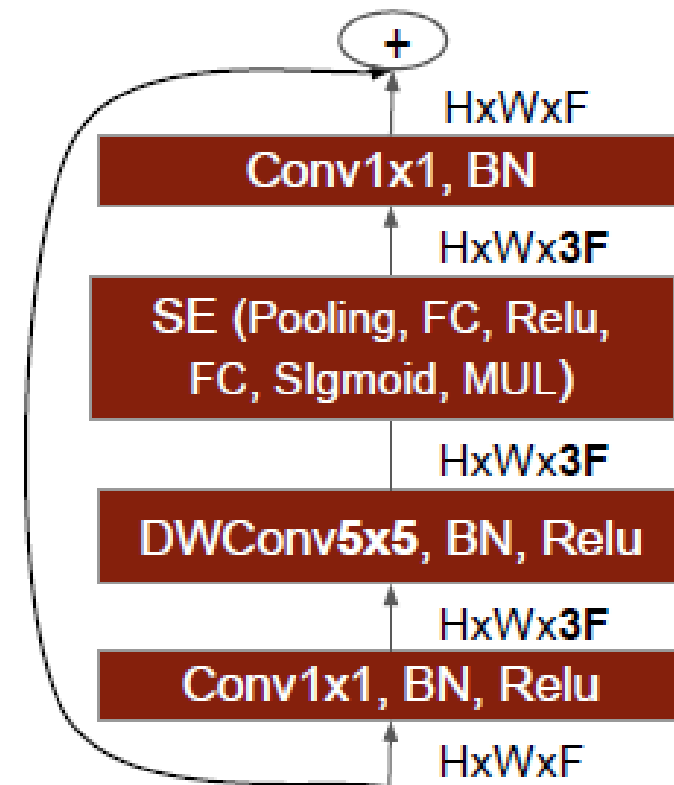 +
HxWxF
Conv1x1, BN
HxWx3F
SE (Pooling, FC, Relu,
FC, SIgmoid, MUL)
HxWx3F
DWConv5x5, BN, Relu
HxWx3F
Conv1x1, BN, Relu
HxWxF